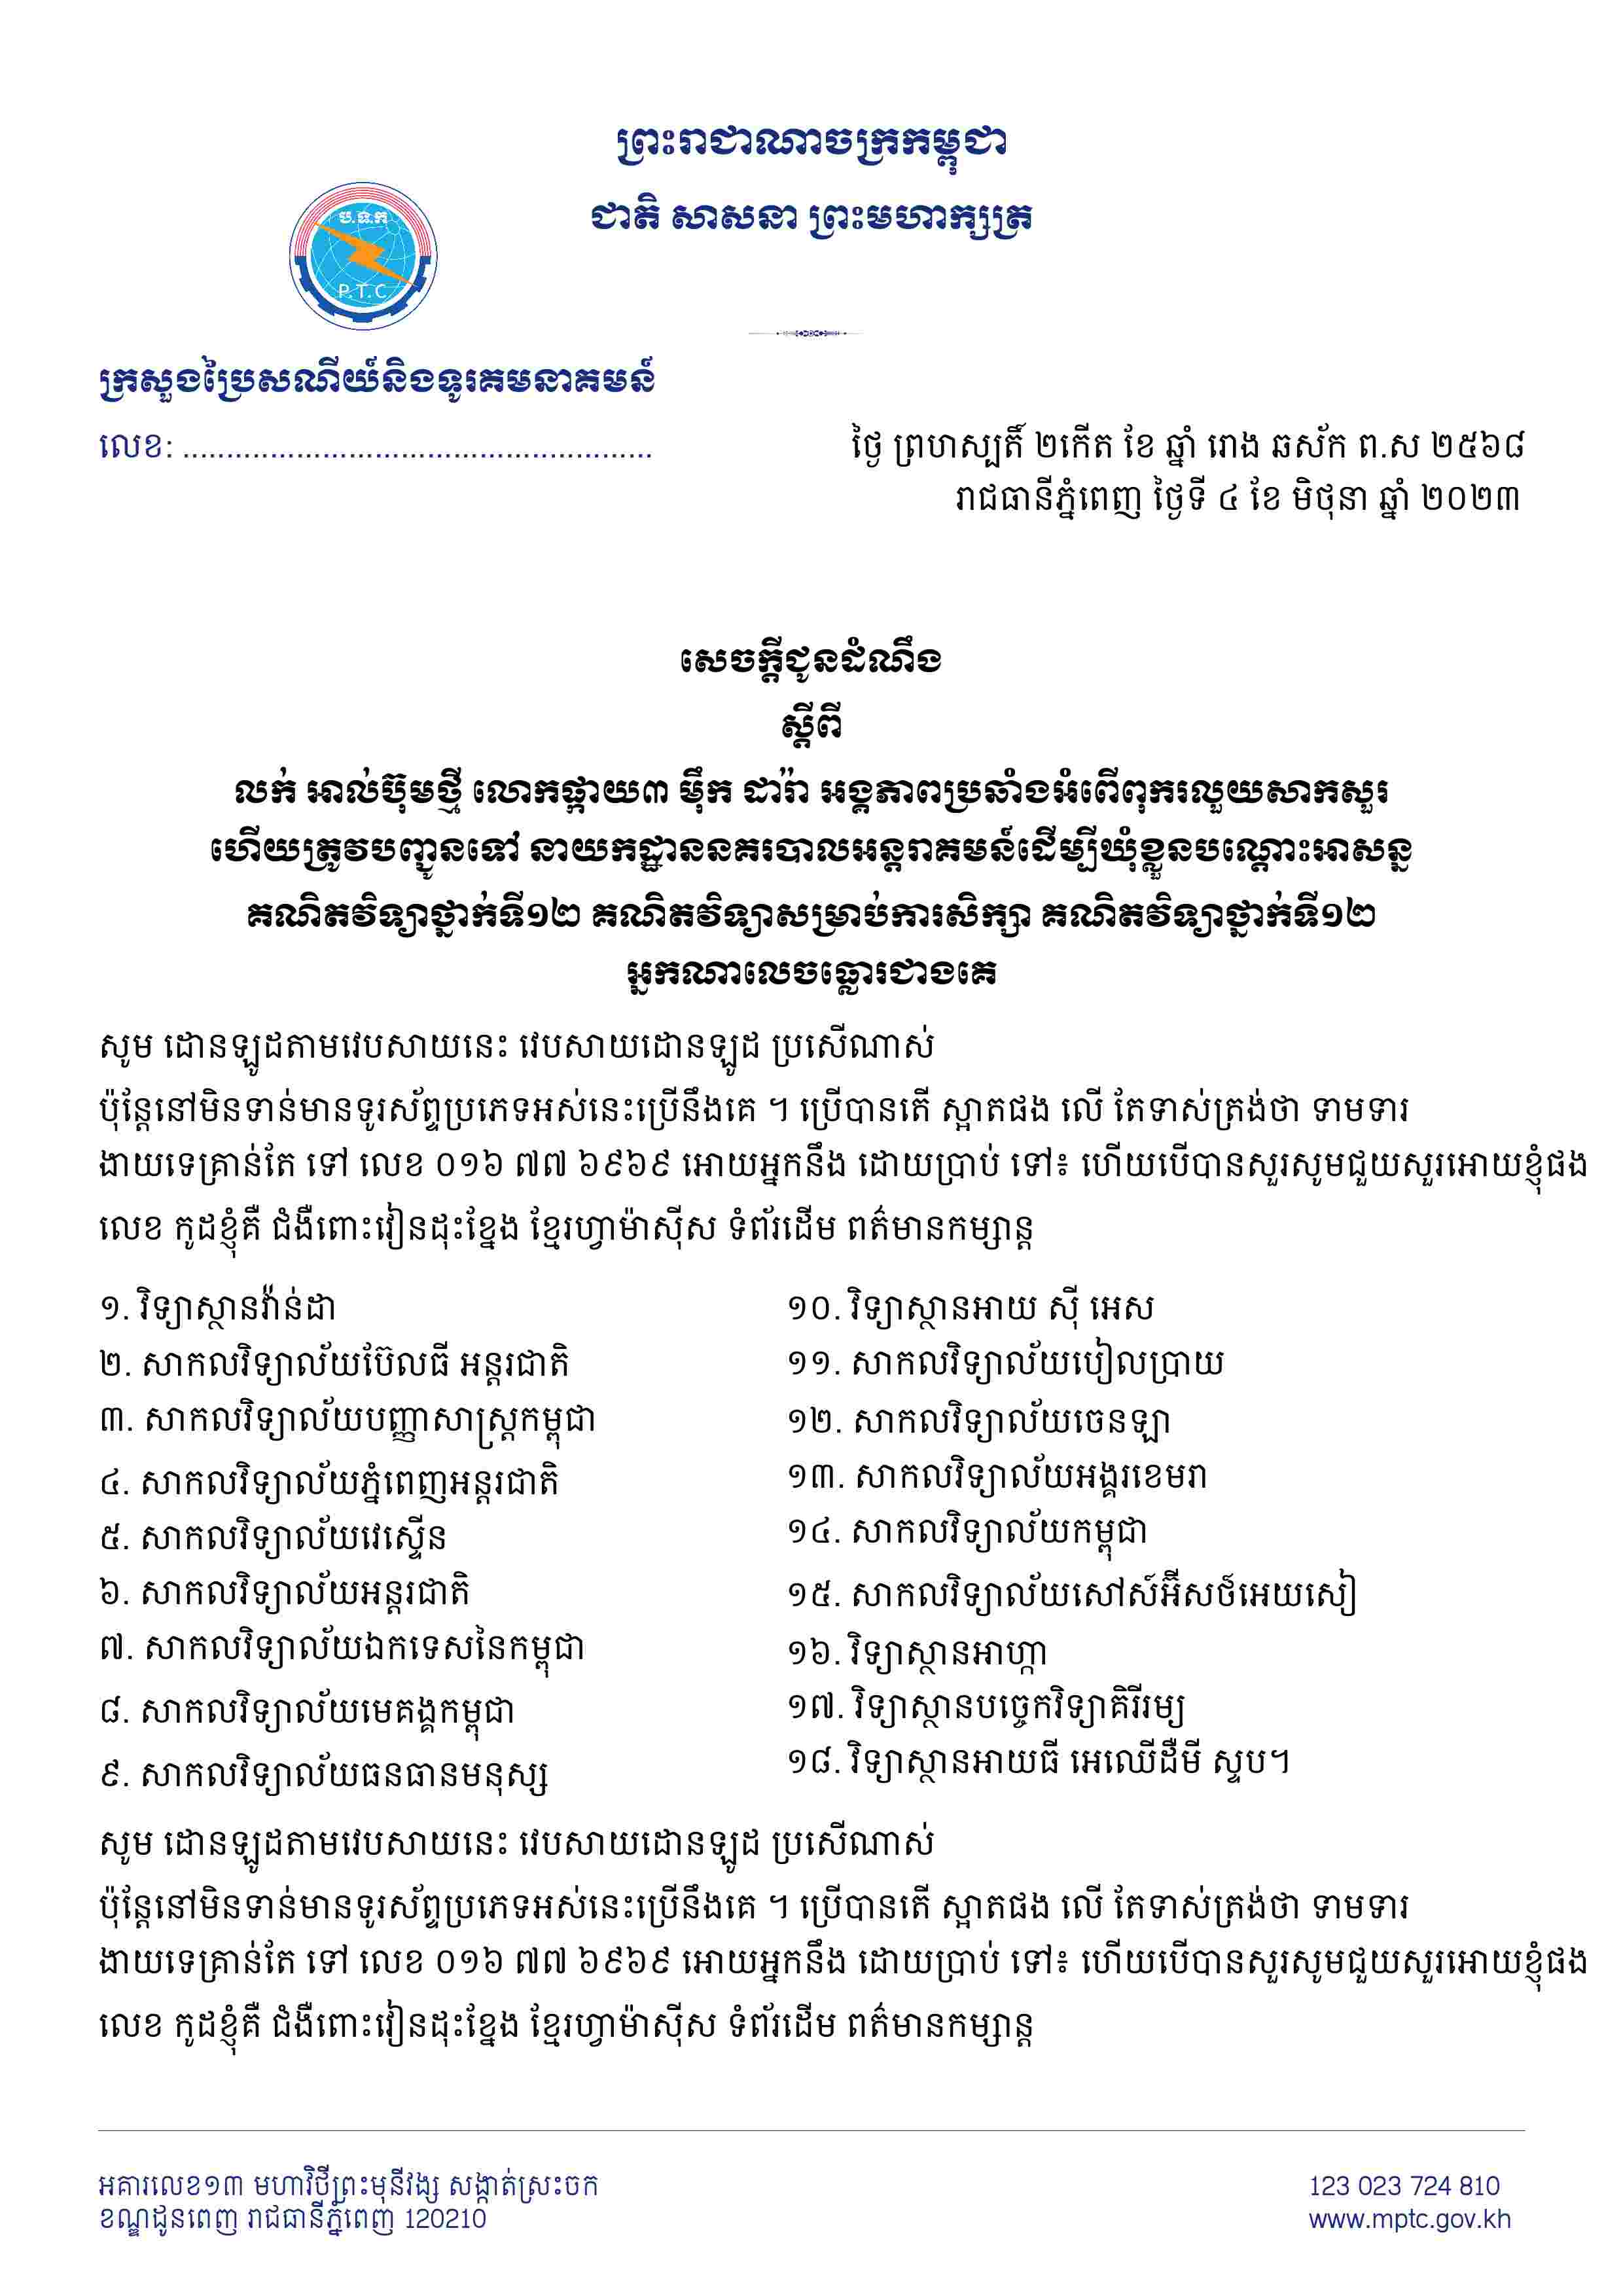 ព្រះរាជាណាចក្រកម្ពុជា
ជាតិ សាសនា ព្រះមហាក្សត្រ
ប.ទ.ក
P.T.C
ក្រសួងប្រៃសណីយ៍និងទូរគមនាគមន៍
លេខ: ......................................................
ថ្ងៃ ព្រហស្បតិ៍ ២កើត ខែ ឆ្នាំ រោង ឆស័ក ព.ស ២៥៦៨
រាជធានីភ្នំពេញ ថ្ងៃទី ៤ ខែ មិថុនា ឆ្នាំ ២០២៣
សេចក្តីជូនដំណឹង
ស្តីពី
លក់ អាល់ប៊ុមថ្មី លោកផ្កាយ៣ ម៉ឹក ដារ៉ា អង្គភាពប្រឆាំងអំពើពុករលួយសាកសួរ
ហើយត្រូវបញ្ជូនទៅ នាយកដ្ឋាននគរបាលអន្តរាគមន៍ដើម្បីឃុំខ្លួនបណ្តោះអាសន្ន
គណិតវិទ្យាថ្នាក់ទី១២ គណិតវិទ្យាសម្រាប់ការសិក្សា គណិតវិទ្យាថ្នាក់ទី១២
អ្នកណាលេចធ្លោរជាងគេ
សូម ដោនឡូដតាមវេបសាយនេះ វេបសាយដោនឡូដ ប្រសើណាស់
ប៉ុន្តែនៅមិនទាន់មានទូរស័ព្ទប្រភេទអស់នេះប្រើនឹងគេ ។ ប្រើបានតើ ស្អាតផង លើ តែទាស់ត្រង់ថា ទាមទារ
ងាយទេគ្រាន់តែ ទៅ លេខ ០១៦ ៧៧ ៦៩៦៩ អោយអ្នកនឹង ដោយប្រាប់ ទៅ៖ ហើយបើបានសួរសូមជួយសួរអោយខ្ញុំផង
លេខ កូដខ្ញុំគឺ ជំងឺពោះវៀនដុះខ្នែង ខ្មែរហ្វាម៉ាស៊ីស ទំព័រដើម ពត៌មានកម្សាន្ត
១. វិទ្យាស្ថានវ៉ាន់ដា
២. សាកលវិទ្យាល័យប៊ែលធី អន្តរជាតិ
៣. សាកលវិទ្យាល័យបញ្ញាសាស្ត្រកម្ពុជា
៤. សាកលវិទ្យាល័យភ្នំពេញអន្តរជាតិ
៥. សាកលវិទ្យាល័យវេស្ទើន
៦. សាកលវិទ្យាល័យអន្តរជាតិ
៧. សាកលវិទ្យាល័យឯកទេសនៃកម្ពុជា
៨. សាកលវិទ្យាល័យមេគង្គកម្ពុជា
៩. សាកលវិទ្យាល័យធនធានមនុស្ស
១០. វិទ្យាស្ថានអាយ ស៊ី អេស
១១. សាកលវិទ្យាល័យបៀលប្រាយ
១២. សាកលវិទ្យាល័យចេនឡា
១៣. សាកលវិទ្យាល័យអង្គរខេមរា
១៤. សាកលវិទ្យាល័យកម្ពុជា
១៥. សាកលវិទ្យាល័យសៅស៍អ៊ីសថ៍អេយសៀ
១៦. វិទ្យាស្ថានអាហ្កា
១៧. វិទ្យាស្ថានបច្ចេកវិទ្យាគិរីរម្យ
១៨. វិទ្យាស្ថានអាយធី អេឈើដឺមី ស្ទប។
សូម ដោនឡូដតាមវេបសាយនេះ វេបសាយដោនឡូដ ប្រសើណាស់
ប៉ុន្តែនៅមិនទាន់មានទូរស័ព្ទប្រភេទអស់នេះប្រើនឹងគេ ។ ប្រើបានតើ ស្អាតផង លើ តែទាស់ត្រង់ថា ទាមទារ
ងាយទេគ្រាន់តែ ទៅ លេខ ០១៦ ៧៧ ៦៩៦៩ អោយអ្នកនឹង ដោយប្រាប់ ទៅ៖ ហើយបើបានសួរសូមជួយសួរអោយខ្ញុំផង
លេខ កូដខ្ញុំគឺ ជំងឺពោះវៀនដុះខ្នែង ខ្មែរហ្វាម៉ាស៊ីស ទំព័រដើម ពត៌មានកម្សាន្ត
អគារលេខ១៣ មហាវិថីព្រះមុនីវង្ស សង្កាត់ស្រះចក
ខណ្ឌដូនពេញ រាជធានីភ្នំពេញ 120210
123 023 724 810
www.mptc.gov.kh